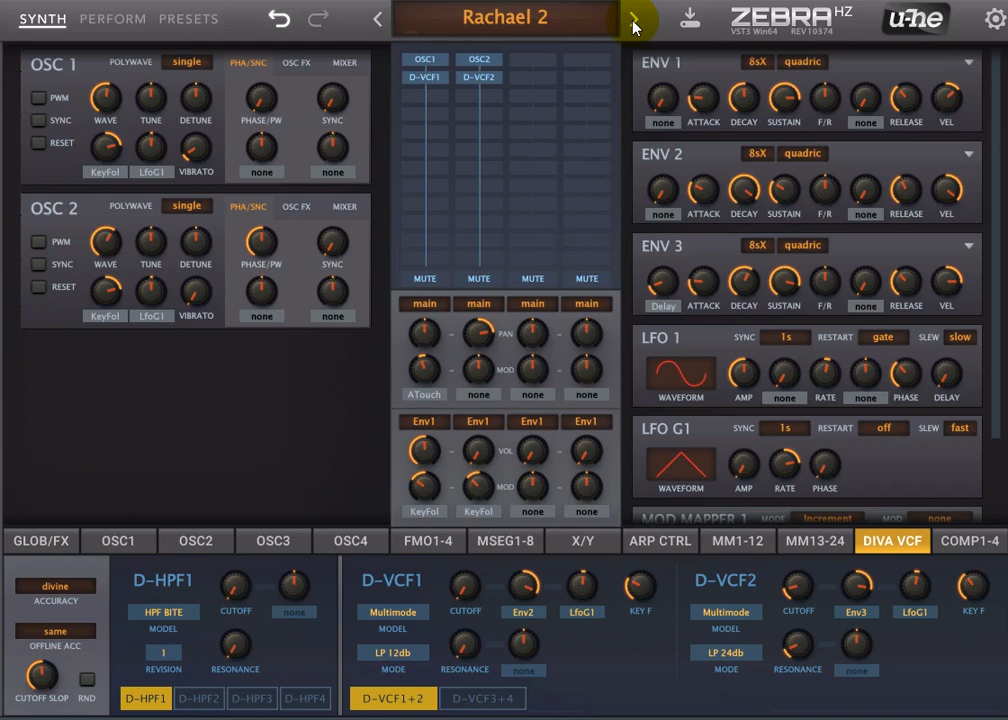 SYNTH PERFORM PRESETS
Rachael 2
ZEBRA HZ
VST3 Win64 REV 10374
u-he
OSC 1 POLYWAVE single PHA/SNC OSC FX MIXER
PWM
SYNC
RESET
WAVE TUNE DETUNE PHASE/PW SYNC
KeyFol LfoG1 VIBRATO none none
OSC 2 POLYWAVE single PHA/SNC OSC FX MIXER
PWM
SYNC
RESET
WAVE TUNE DETUNE PHASE/PW SYNC
KeyFol LfoG1 VIBRATO none none
OSC1 OSC2
D-VCF1 D-VCF2
MUTE MUTE MUTE MUTE
main main main main
PAN
MOD
ATouch none none none
Env1 Env1 Env1 Env1
VOL
MOD
KeyFol KeyFol none none
ENV 1 8sX quadric
none ATTACK DECAY SUSTAIN F/R none RELEASE VEL
ENV 2 8sX quadric
none ATTACK DECAY SUSTAIN F/R none RELEASE VEL
ENV 3 8sX quadric
Delay ATTACK DECAY SUSTAIN F/R none RELEASE VEL
LFO 1 SYNC 1s RESTART gate SLEW slow
WAVEFORM AMP none RATE none PHASE DELAY
LFO G1 SYNC 1s RESTART off SLEW fast
WAVEFORM AMP RATE PHASE
MOD MAPPER 1 MODE Increment MOD none
GLOB/FX OSC1 OSC2 OSC3 OSC4 FMO1-4 MSEG1-8 X/Y ARP CTRL MM1-12 MM13-24 DIVA VCF COMP1-4
divine
ACCURACY
same
OFFLINE ACC
CUTOFF SLOP RND
D-HPF1
CUTOFF none
HPF BITE
MODEL
1
REVISION
RESONANCE
D-HPF1 D-HPF2 D-HPF3 D-HPF4
D-VCF1
CUTOFF Env2 LfoG1 KEY F
Multimode
MODEL
LP 12db
MODE
RESONANCE none
D-VCF1+2 D-VCF3+4
D-VCF2
CUTOFF Env3 LfoG1 KEY F
Multimode
MODEL
LP 24db
MODE
RESONANCE none